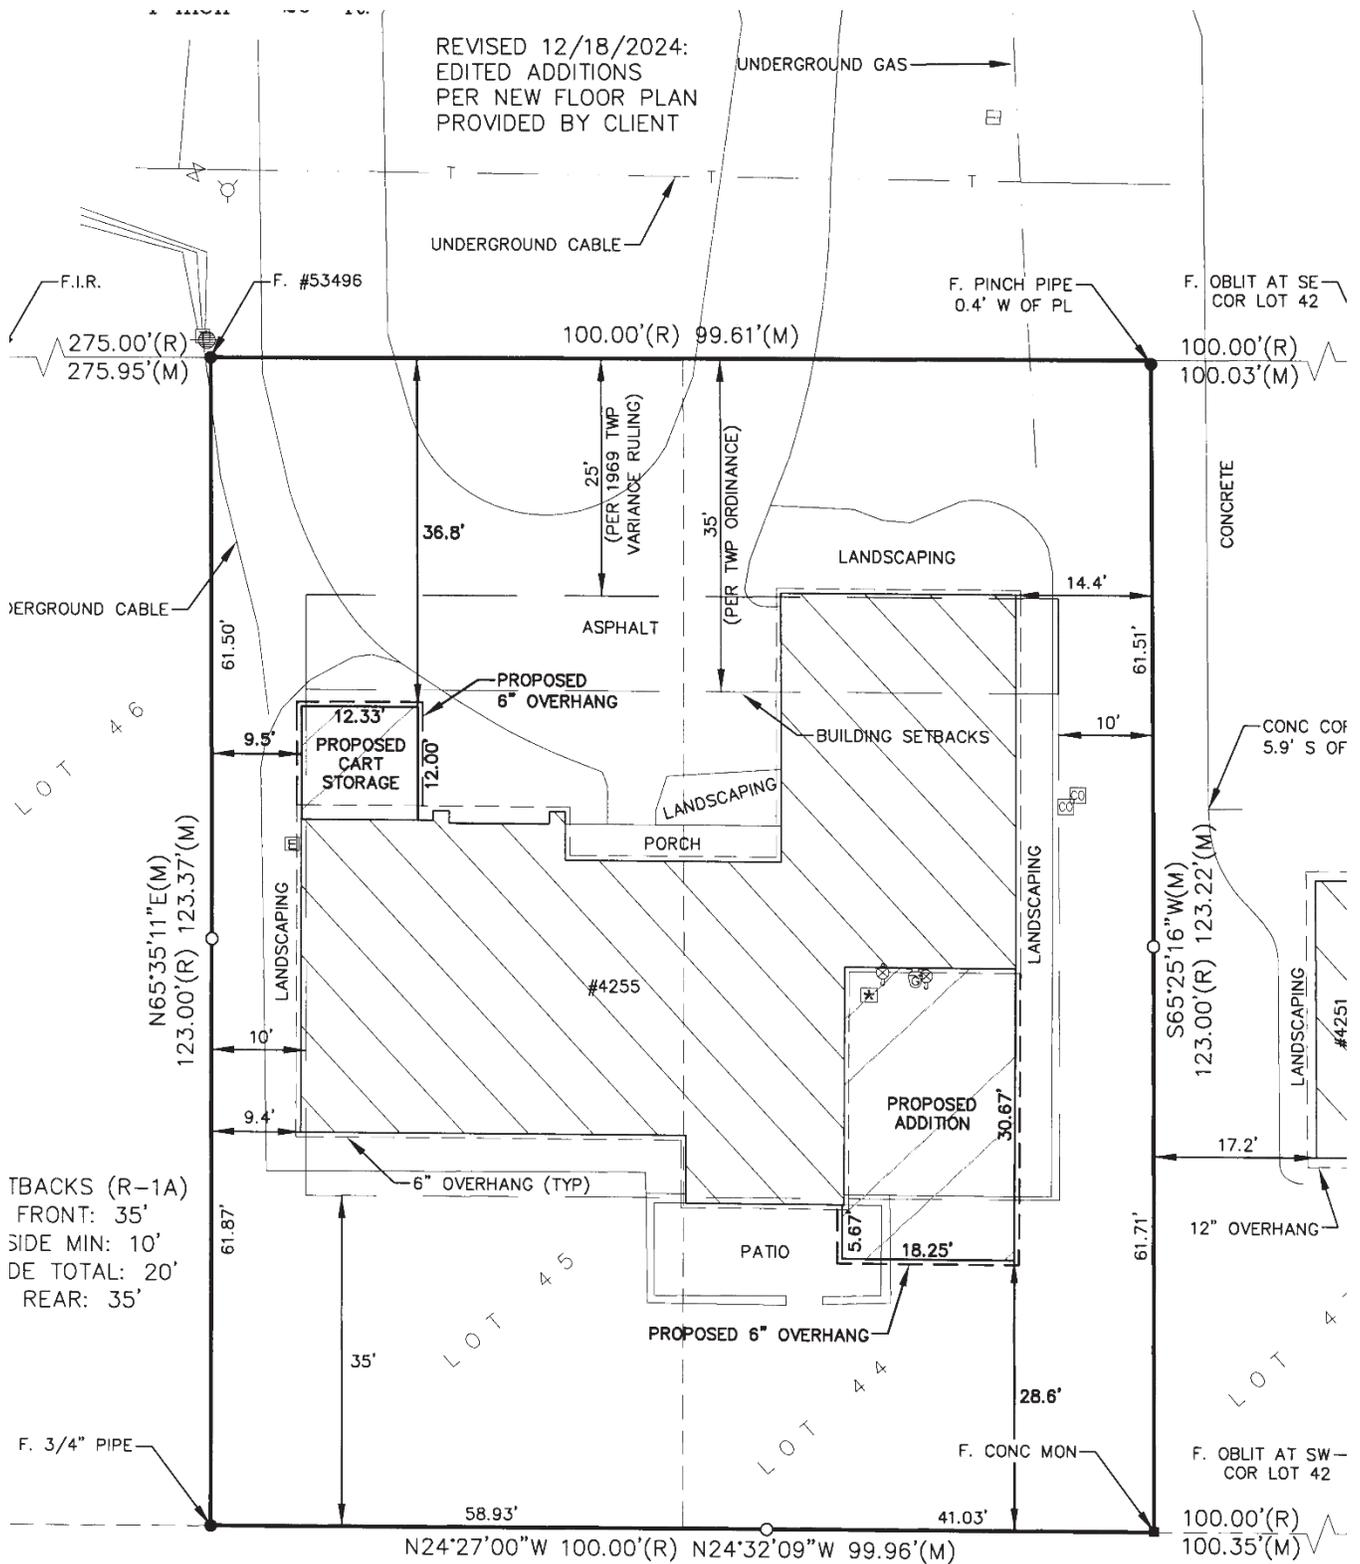 REVISED 12/18/2024:
EDITED ADDITIONS
PER NEW FLOOR PLAN
PROVIDED BY CLIENT
UNDERGROUND GAS
T
T
T
UNDERGROUND CABLE
F.I.R.
F. #53496
F. PINCH PIPE
0.4' W OF PL
F. OBLIT AT SE
COR LOT 42
275.00'(R)
275.95'(M)
100.00'(R) 99.61'(M)
100.00'(R)
100.03'(M)
25'
(PER 1969 TWP
VARIANCE RULING)
35'
(PER TWP ORDINANCE)
36.8'
CONCRETE
LANDSCAPING
14.4'
DERGROUND CABLE
ASPHALT
61.50'
61.51'
PROPOSED
6" OVERHANG
LOT 46
12.33'
PROPOSED
CART
STORAGE
12.00'
9.5'
BUILDING SETBACKS
10'
CONC COR
5.9' S OF
LANDSCAPING
LANDSCAPING
CO
CO
PORCH
E
N65°35'11"E(M)
123.00'(R) 123.37'(M)
LANDSCAPING
LANDSCAPING
S65°25'16"W(M)
123.00'(R) 123.22'(M)
#4255
G
LANDSCAPING
#4251
10'
PROPOSED
ADDITION
30.67'
9.4'
17.2'
6" OVERHANG (TYP)
TBACKS (R-1A)
FRONT: 35'
SIDE MIN: 10'
DE TOTAL: 20'
REAR: 35'
61.87'
61.71'
12" OVERHANG
PATIO
5.67'
18.25'
LOT 45
PROPOSED 6" OVERHANG
35'
LOT 44
28.6'
LOT 4
F. 3/4" PIPE
F. CONC MON
F. OBLIT AT SW
COR LOT 42
58.93'
41.03'
N24°27'00"W 100.00'(R) N24°32'09"W 99.96'(M)
100.00'(R)
100.35'(M)